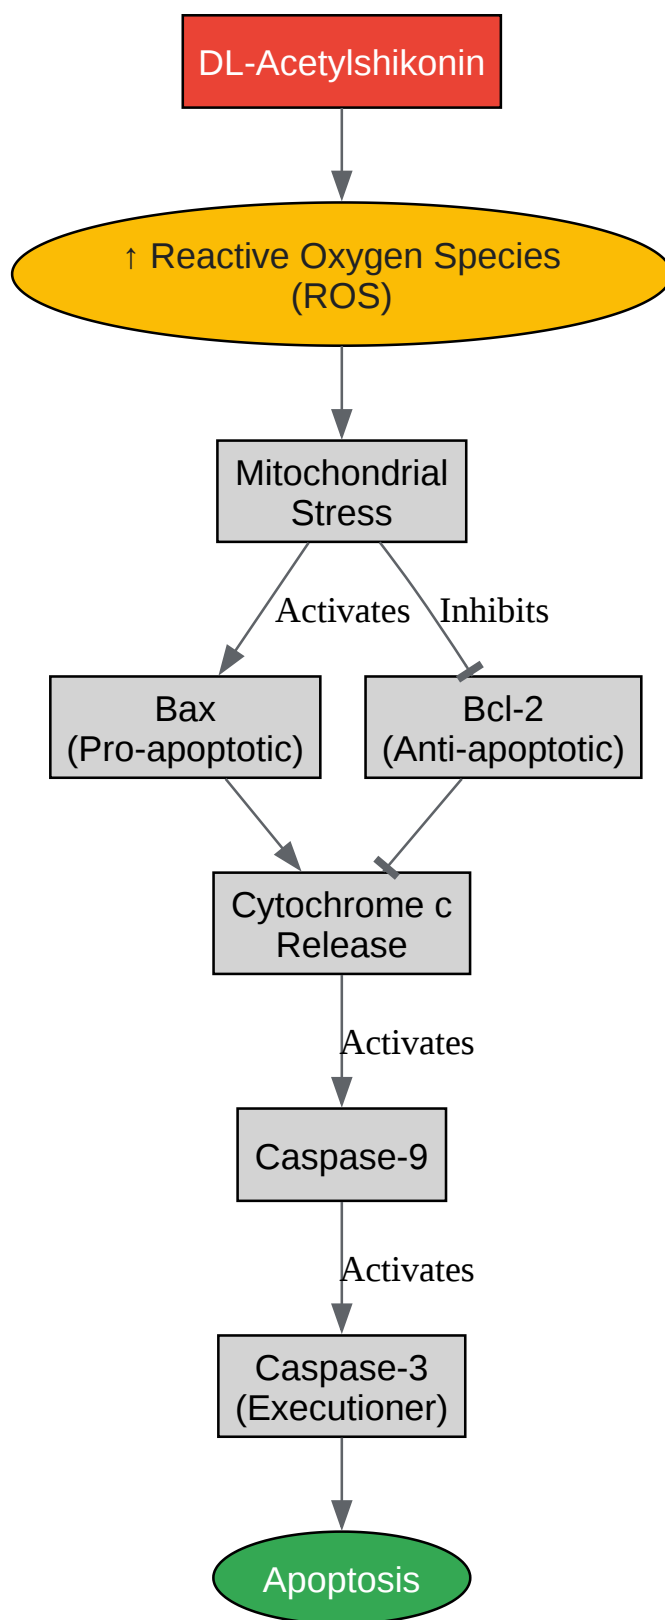 DL-Acetylshikonin
↑ Reactive Oxygen Species
(ROS)
Mitochondrial
Stress
Activates
Inhibits
Bax
(Pro-apoptotic)
Bcl-2
(Anti-apoptotic)
Cytochrome c
Release
Activates
Caspase-9
Activates
Caspase-3
(Executioner)
Apoptosis